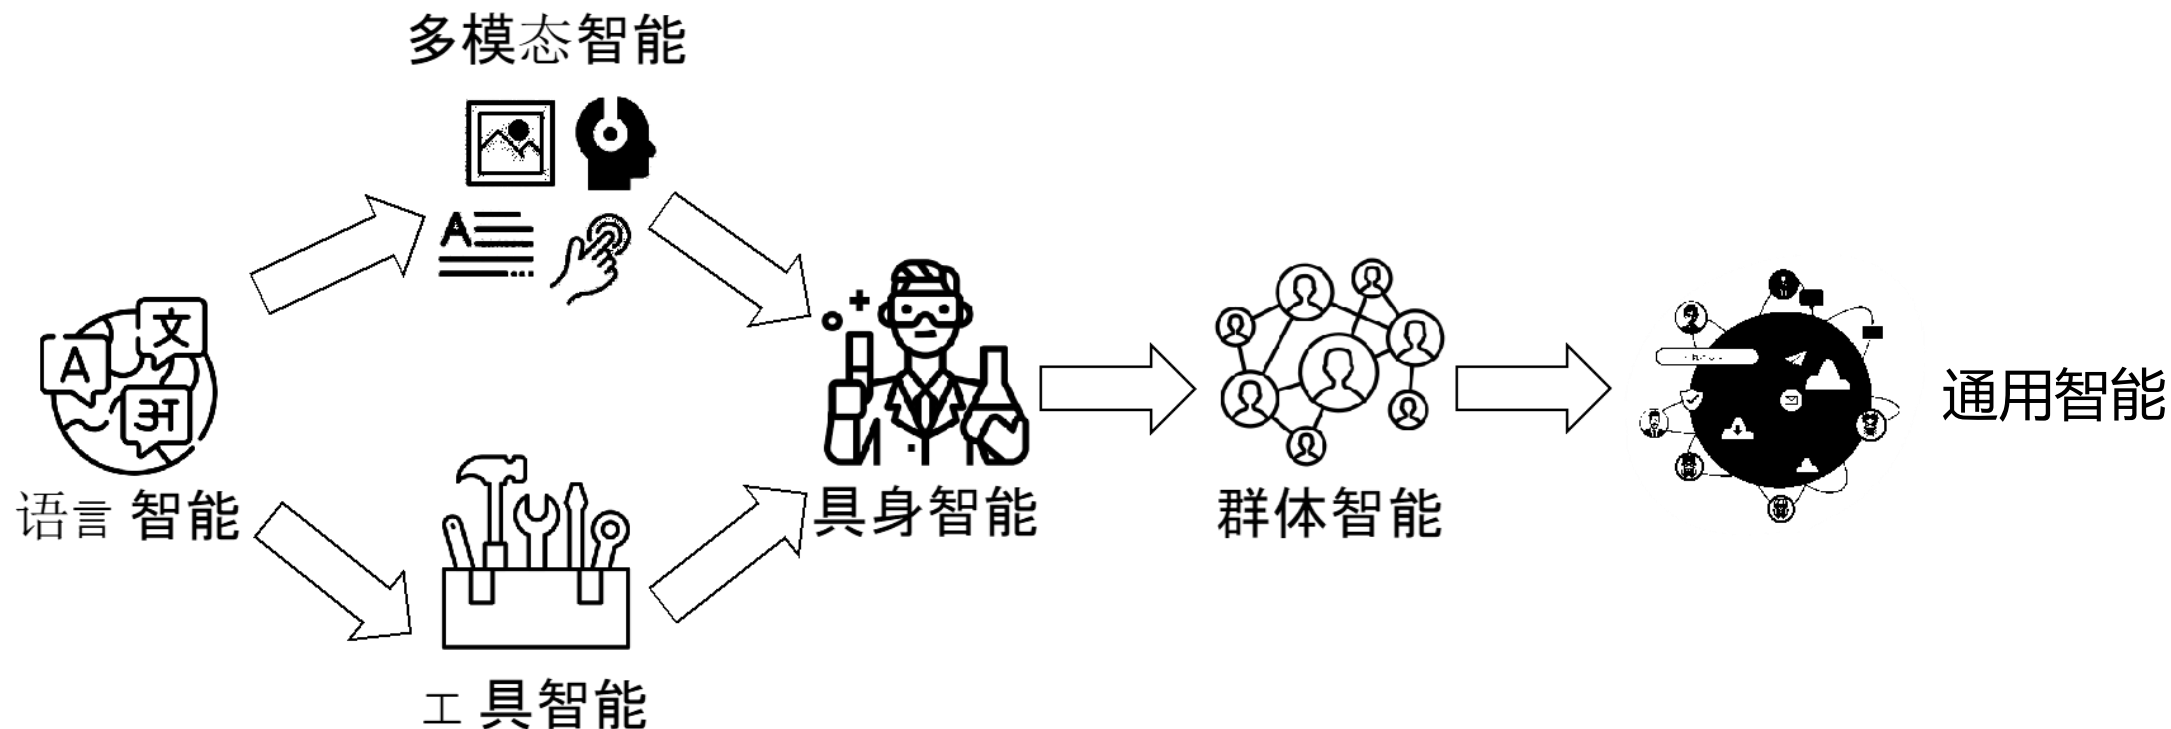 多模态智能
A
文
A
अ
语言 智能
具身智能
群体智能
通用智能
工 具智能